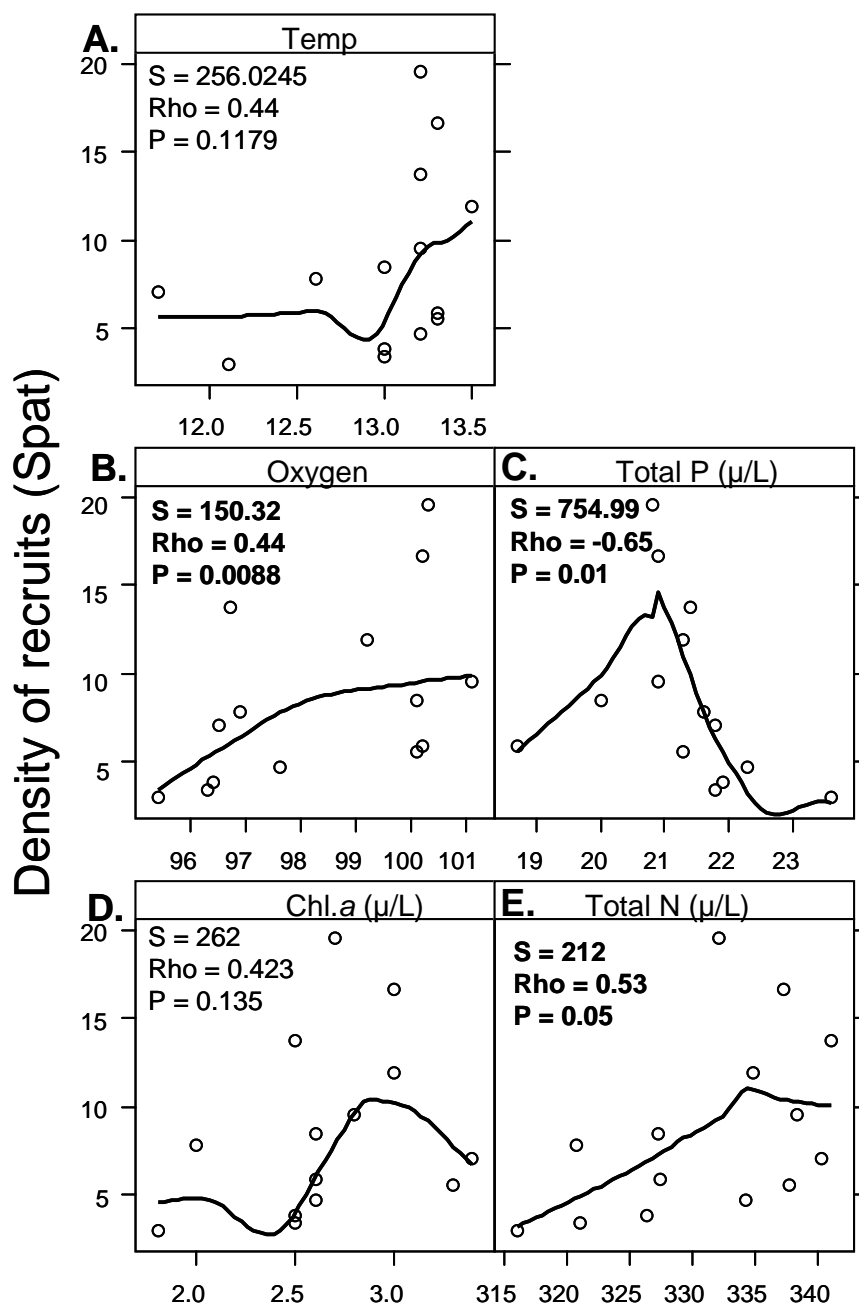 Density of recruits (Spat)
A.
Temp
S = 256.0245
Rho = 0.44
P = 0.1179
20
15
10
5
12.0 12.5 13.0 13.5
B.
Oxygen
S = 150.32
Rho = 0.44
P = 0.0088
20
15
10
5
96 97 98 99 100 101
C.
Total P (µ/L)
S = 754.99
Rho = -0.65
P = 0.01
19 20 21 22 23
D.
Chl.a (µ/L)
S = 262
Rho = 0.423
P = 0.135
20
15
10
5
2.0 2.5 3.0
E.
Total N (µ/L)
S = 212
Rho = 0.53
P = 0.05
315 320 325 330 335 340